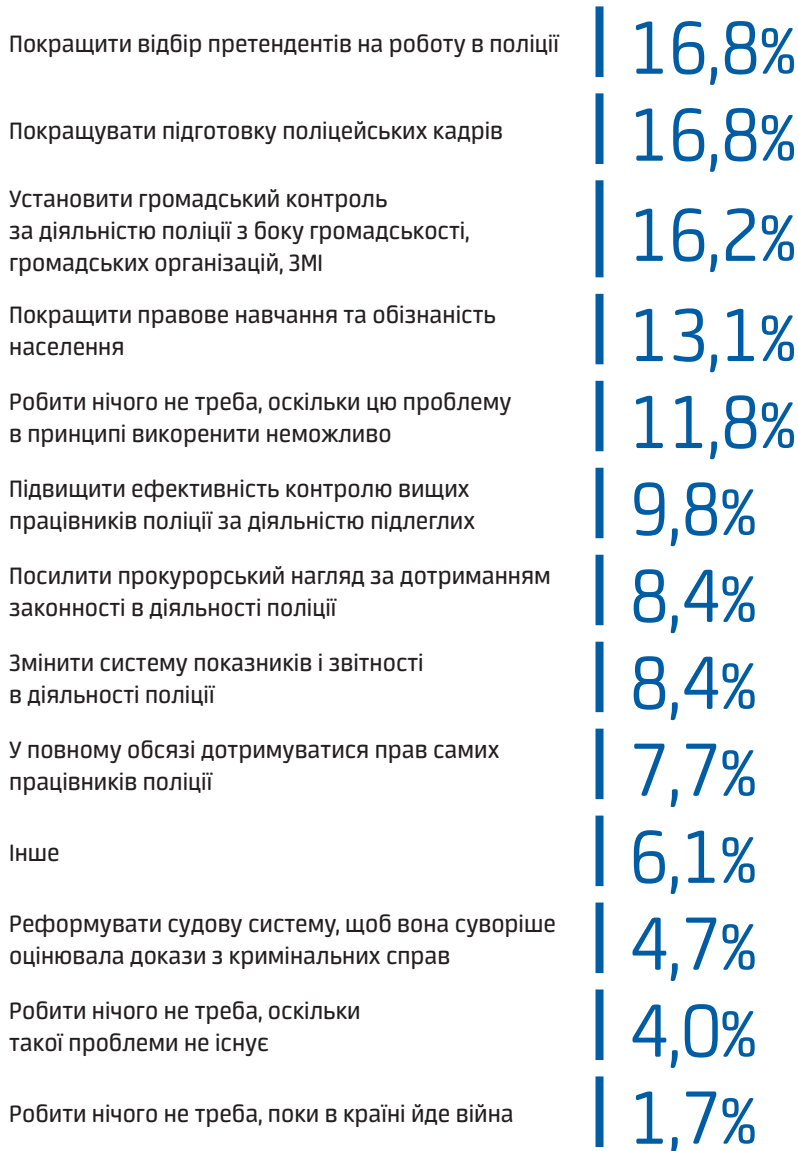 Покращити відбір претендентів на роботу в поліції
16,8%
Покращувати підготовку поліцейських кадрів
16,8%
Установити громадський контроль
за діяльністю поліції з боку громадськості,
громадських організацій, ЗМІ
16,2%
Покращити правове навчання та обізнаність
населення
13,1%
Робити нічого не треба, оскільки цю проблему
в принципі викоренити неможливо
11,8%
Підвищити ефективність контролю вищих
працівників поліції за діяльністю підлеглих
9,8%
Посилити прокурорський нагляд за дотриманням
законності в діяльності поліції
8,4%
Змінити систему показників і звітності
в діяльності поліції
8,4%
У повному обсязі дотримуватися прав самих
працівників поліції
7,7%
Інше
6,1%
Реформувати судову систему, щоб вона суворіше
оцінювала докази з кримінальних справ
4,7%
Робити нічого не треба, оскільки
такої проблеми не існує
4,0%
Робити нічого не треба, поки в країні йде війна
1,7%